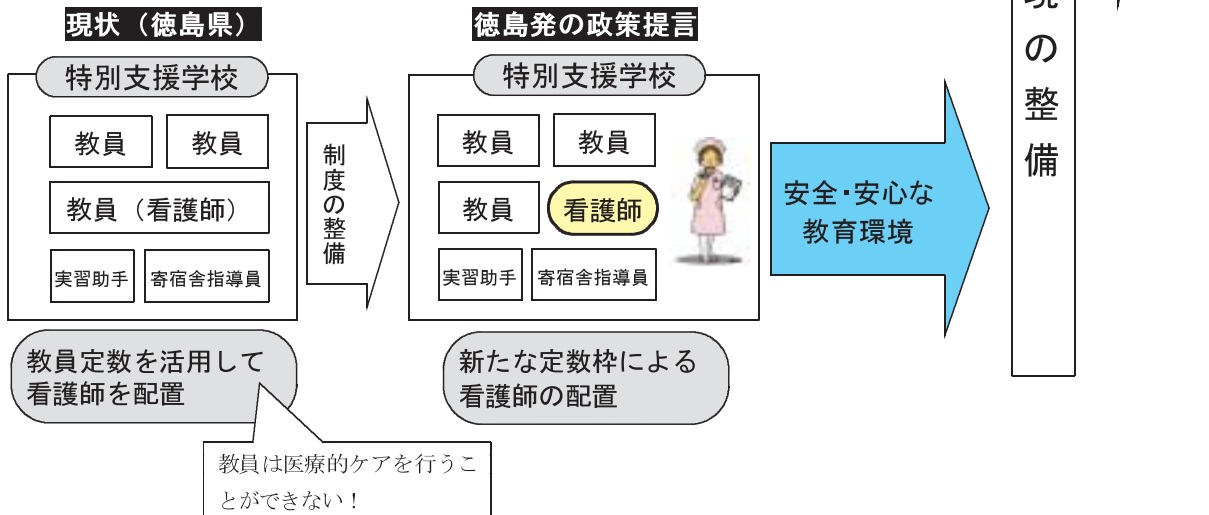 現状（徳島県）
特別支援学校
教員
教員
教員（看護師）
実習助手
寄宿舎指導員
教員定数を活用して
看護師を配置
教員は医療的ケアを行うこ
とができない！
制度の整備
徳島発の政策提言
特別支援学校
教員
教員
教員
看護師
実習助手
寄宿舎指導員
新たな定数枠による
看護師の配置
安全・安心な
教育環境
の整備